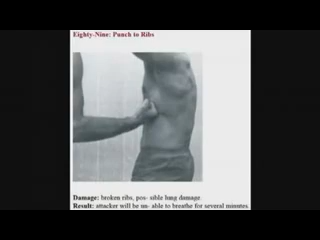 Eighty-Nine: Punch to Ribs
Damage: broken ribs, pos- sible lung damage.
Result: attacker will be us- able to breathe for several minutes.